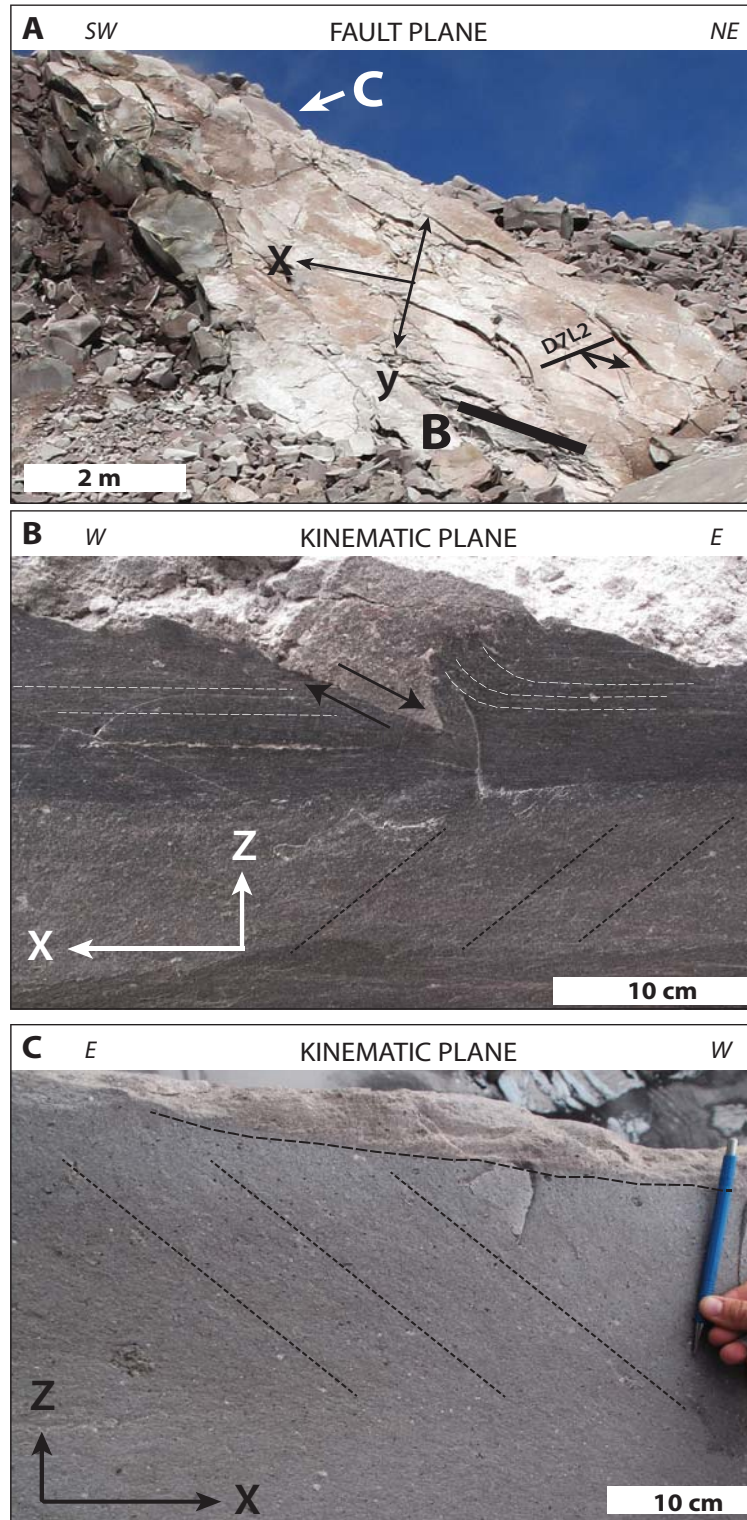 A SW FAULT PLANE NE
C
X
D7L2
y
B
2 m
B W KINEMATIC PLANE E
Z
X
10 cm
C E KINEMATIC PLANE W
Z
X
10 cm